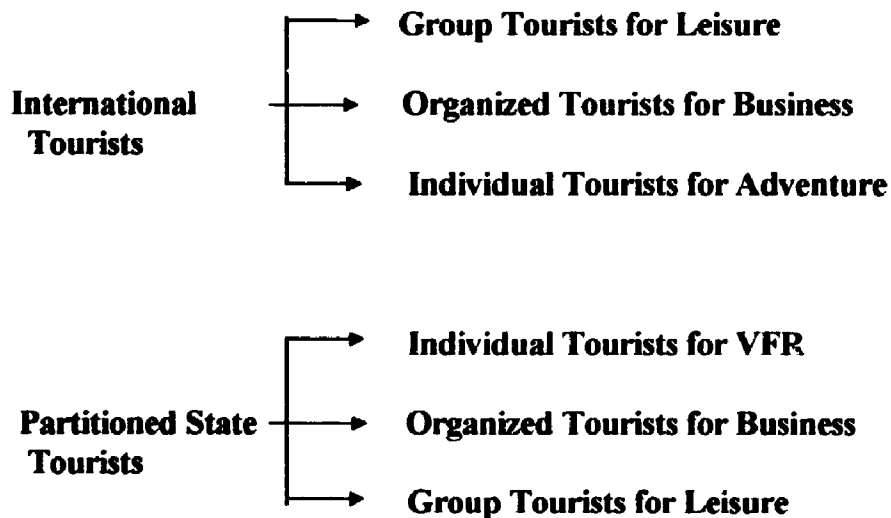 Group Tourists for Leisure
International
Tourists
Organized Tourists for Business
Individual Tourists for Adventure
Individual Tourists for VFR
Partitioned State
Tourists
Organized Tourists for Business
Group Tourists for Leisure